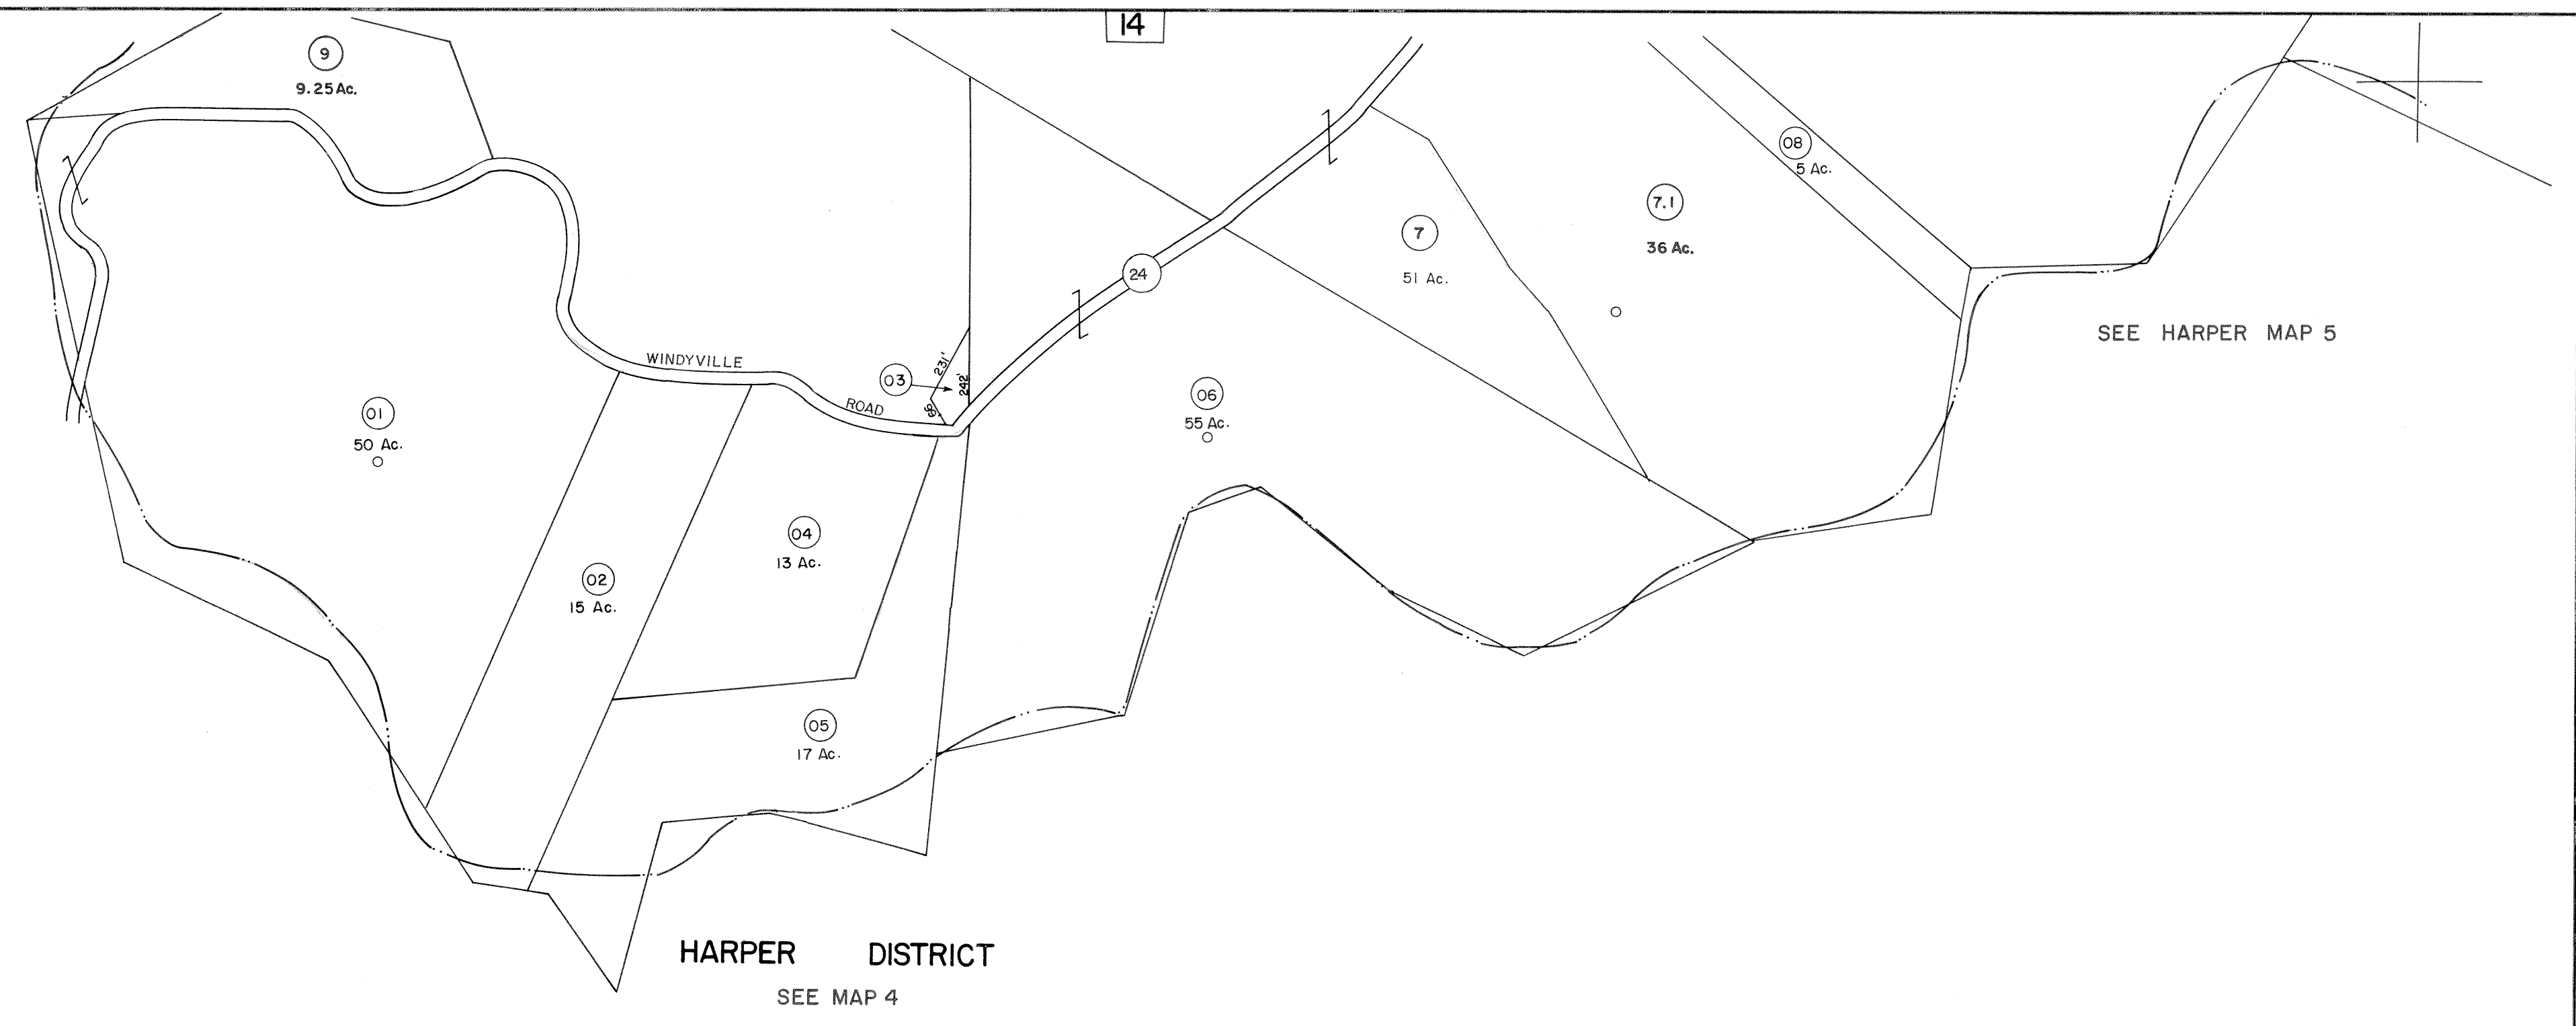 14
9
9.25 Ac.
08
5 Ac.
7.1
36 Ac.
7
51 Ac.
24
SEE HARPER MAP 5
WINDYVILLE
ROAD
03
231'
242'
06
55 Ac.
01
50 Ac.
04
13 Ac.
02
15 Ac.
05
17 Ac.
HARPER DISTRICT
SEE MAP 4